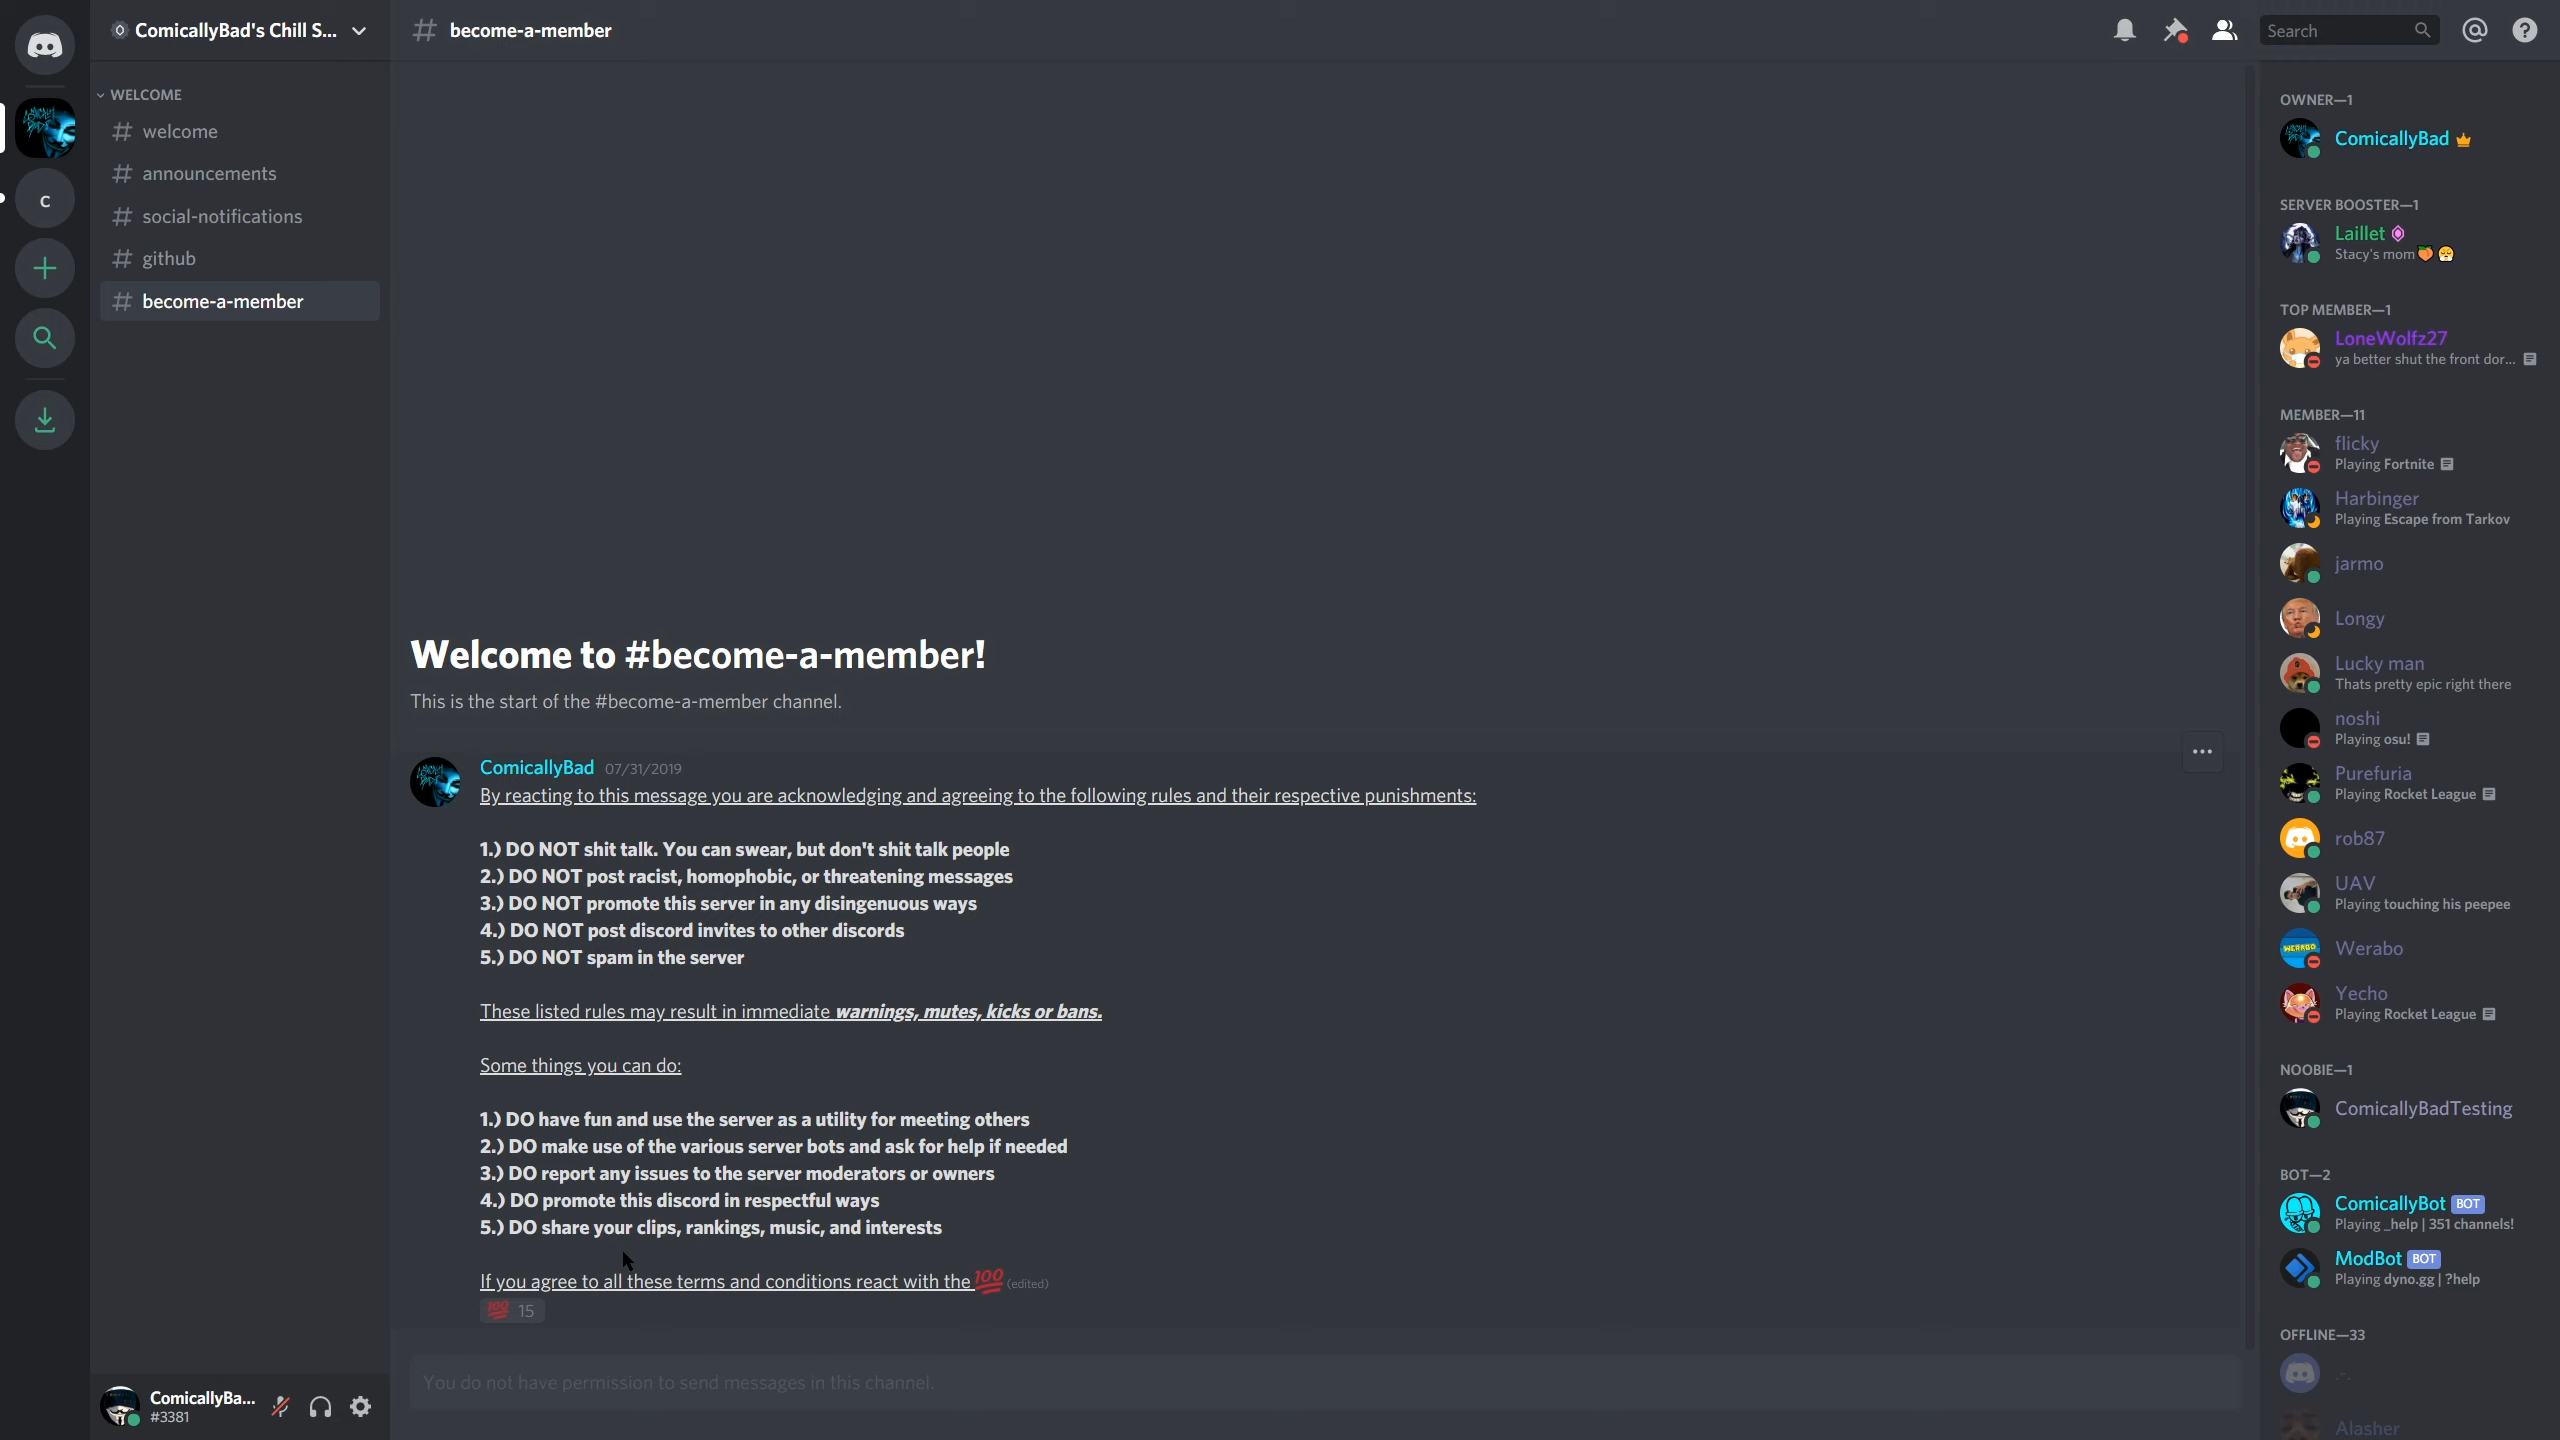 ComicallyBad's Chill S...
# become-a-member
Search
WELCOME
# welcome
# announcements
# social-notifications
# github
# become-a-member
C
Welcome to #become-a-member!
This is the start of the #become-a-member channel.
ComicallyBad 07/31/2019
By reacting to this message you are acknowledging and agreeing to the following rules and their respective punishments:
1.) DO NOT shit talk. You can swear, but don't shit talk people
2.) DO NOT post racist, homophobic, or threatening messages
3.) DO NOT promote this server in any disingenuous ways
4.) DO NOT post discord invites to other discords
5.) DO NOT spam in the server
These listed rules may result in immediate warnings, mutes, kicks or bans.
Some things you can do:
1.) DO have fun and use the server as a utility for meeting others
2.) DO make use of the various server bots and ask for help if needed
3.) DO report any issues to the server moderators or owners
4.) DO promote this discord in respectful ways
5.) DO share your clips, rankings, music, and interests
If you agree to all these terms and conditions react with the 💯 (edited)
💯 15
You do not have permission to send messages in this channel.
ComicallyBa...
#3381
OWNER—1
ComicallyBad
SERVER BOOSTER—1
Laillet
Stacy's mom
TOP MEMBER—1
LoneWolfz27
ya better shut the front dor...
MEMBER—11
flicky
Playing Fortnite
Harbinger
Playing Escape from Tarkov
jarmo
Longy
Lucky man
Thats pretty epic right there
noshi
Playing osu!
Purefuria
Playing Rocket League
rob87
UAV
Playing touching his peepee
WERABO
Werabo
Yecho
Playing Rocket League
NOOBIE—1
ComicallyBadTesting
BOT—2
ComicallyBot BOT
Playing _help | 351 channels!
ModBot BOT
Playing dyno.gg | ?help
OFFLINE—33
.-.
Alasher